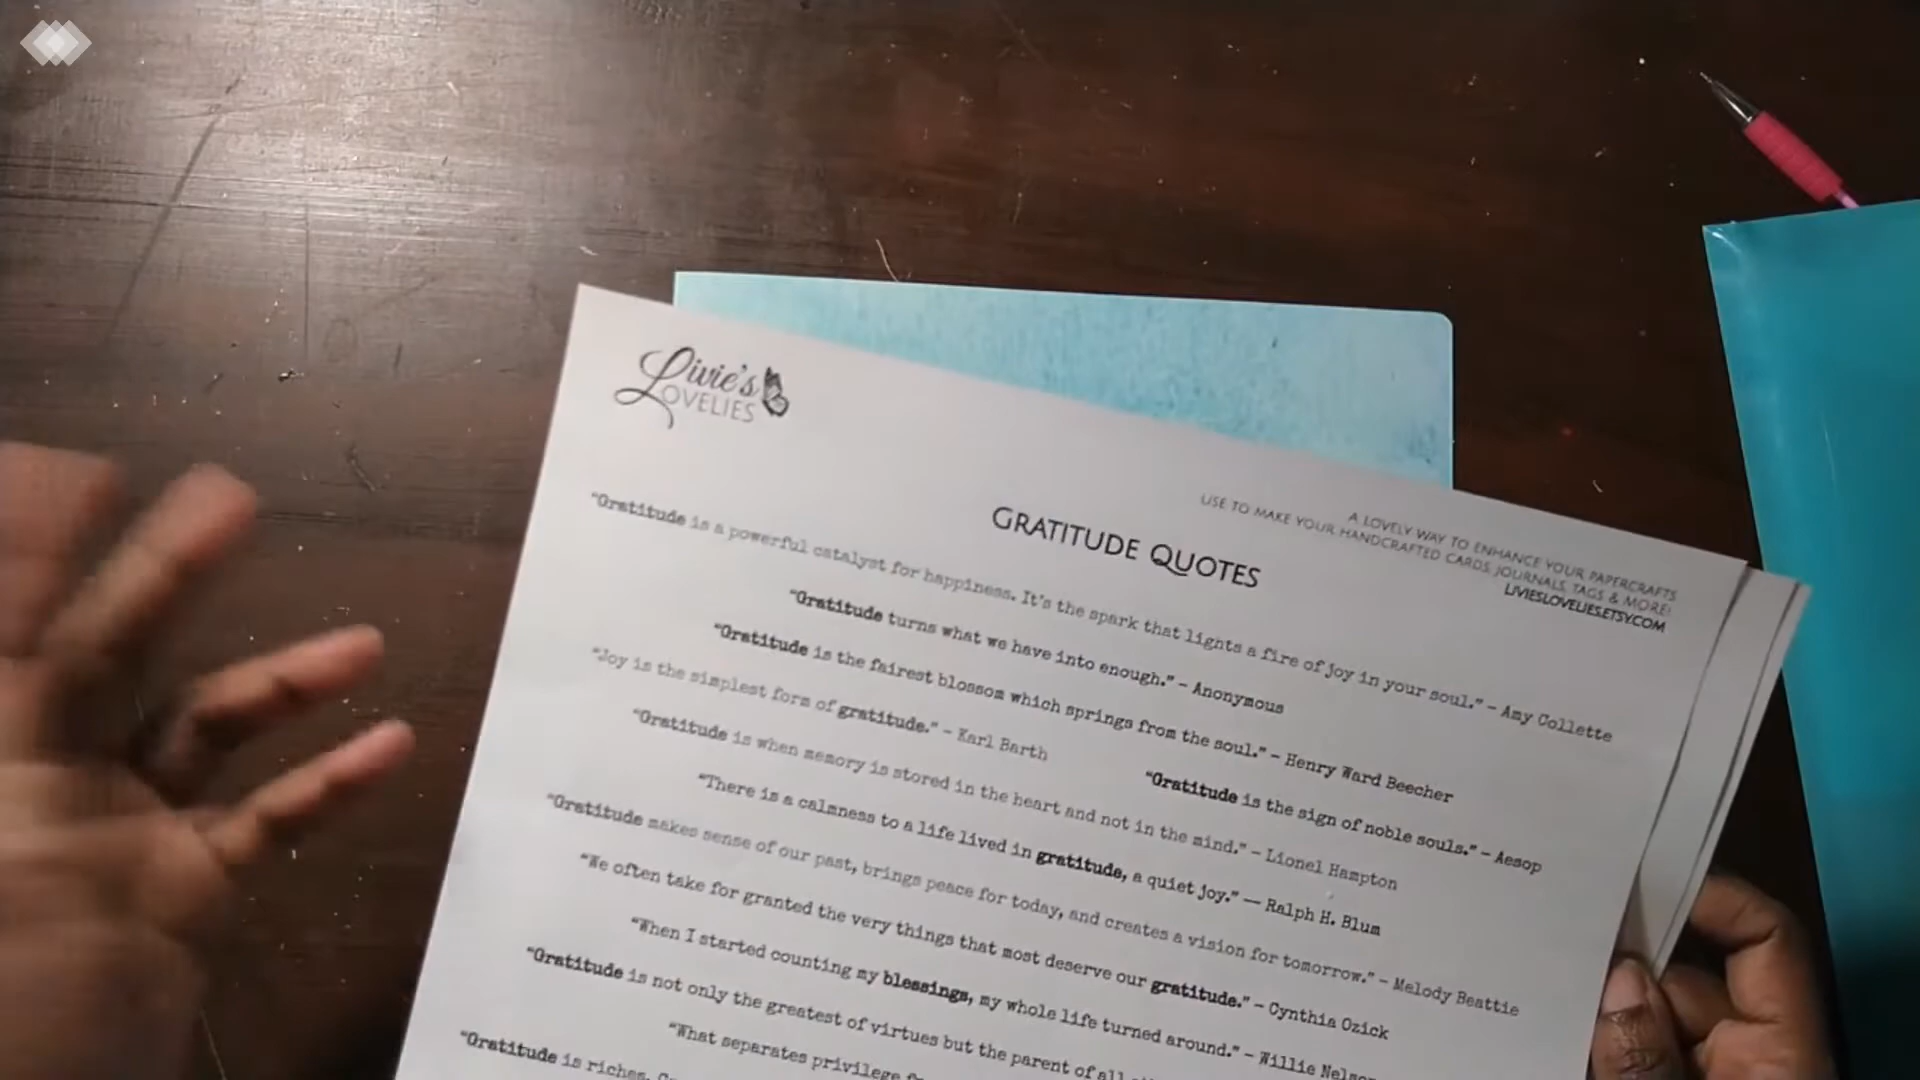 Livie's
LOVELIES
A LOVELY WAY TO ENHANCE YOUR PAPERCRAFTS
USE TO MAKE YOUR HANDCRAFTED CARDS, JOURNALS, TAGS & MORE!
LIVIESLOVELIES.ETSY.COM
GRATITUDE QUOTES
"Gratitude is a powerful catalyst for happiness. It's the spark that lights a fire of joy in your soul." – Amy Collette
"Gratitude turns what we have into enough." – Anonymous
"Gratitude is the fairest blossom which springs from the soul." – Henry Ward Beecher
"Joy is the simplest form of gratitude." – Karl Barth
"Gratitude is the sign of noble souls." – Aesop
"Gratitude is when memory is stored in the heart and not in the mind." – Lionel Hampton
"There is a calmness to a life lived in gratitude, a quiet joy." — Ralph H. Blum
"Gratitude makes sense of our past, brings peace for today, and creates a vision for tomorrow." – Melody Beattie
"We often take for granted the very things that most deserve our gratitude." – Cynthia Ozick
"When I started counting my blessings, my whole life turned around." – Willie Nelson
"Gratitude is not only the greatest of virtues but the parent of all
"What separates privilege
"Gratitude is riches.